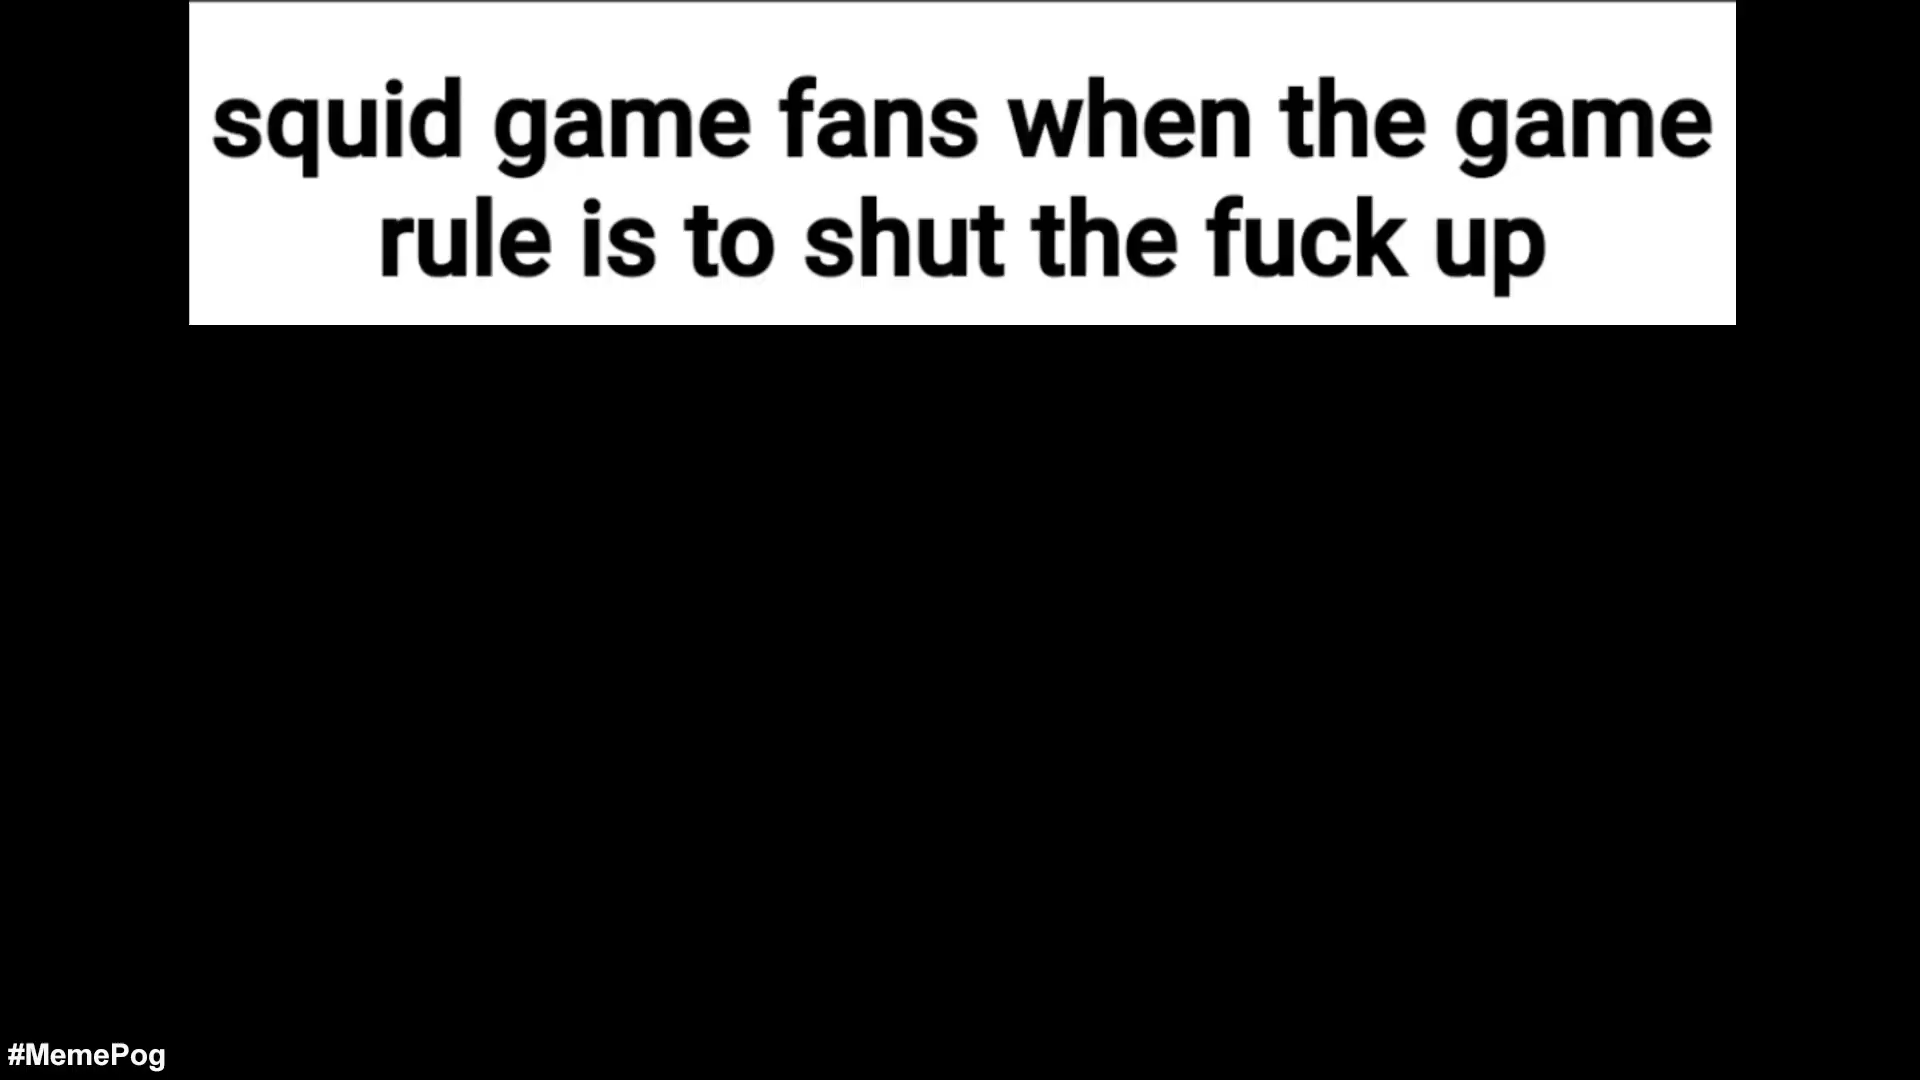 squid game fans when the game
rule is to shut the fuck up
#MemePog